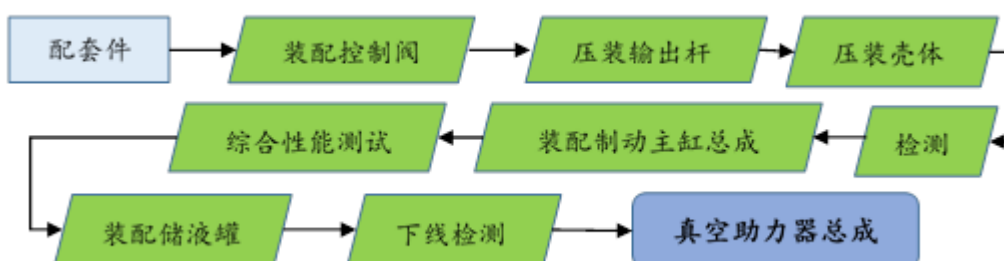 配套件
装配控制阀
压装输出杆
压装壳体
检测
装配制动主缸总成
综合性能测试
装配储液罐
下线检测
真空助力器总成